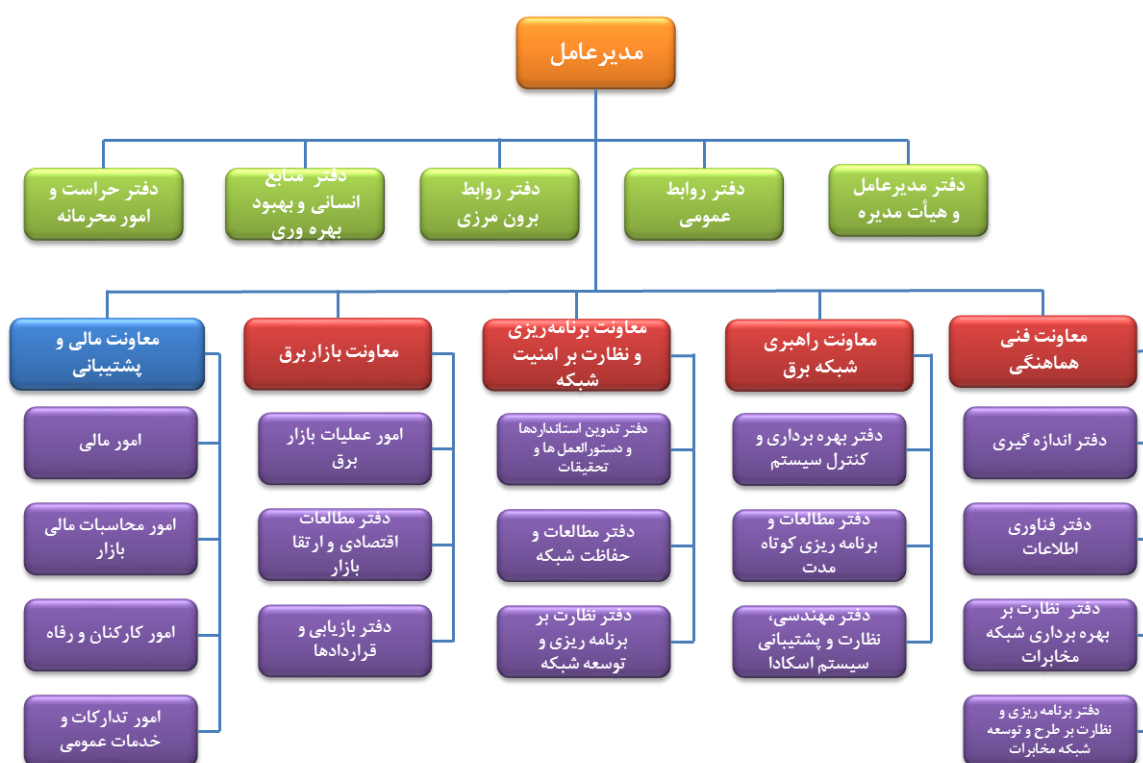 مدیرعامل
دفتر مدیرعامل
و هیأت مدیره
دفتر روابط
عمومی
دفتر روابط
برون مرزی
دفتر منابع
انسانی و بهبود
بهره وری
دفتر حراست و
امور محرمانه
معاونت فنی
هماهنگی
معاونت راهبری
شبکه برق
معاونت برنامه‌ریزی
و نظارت بر امنیت
شبکه
معاونت بازار برق
معاونت مالی و
پشتیبانی
دفتر اندازه گیری
دفتر فناوری
اطلاعات
دفتر نظارت بر
بهره برداری شبکه
مخابرات
دفتر برنامه ریزی و
نظارت بر طرح و توسعه
شبکه مخابرات
دفتر بهره برداری و
کنترل سیستم
دفتر مطالعات و
برنامه ریزی کوتاه
مدت
دفتر مهندسی،
نظارت و پشتیبانی
سیستم اسکادا
دفتر تدوین استانداردها
و دستورالعمل ها و
تحقیقات
دفتر مطالعات و
حفاظت شبکه
دفتر نظارت بر
برنامه ریزی و
توسعه شبکه
امور عملیات بازار
برق
دفتر مطالعات
اقتصادی و ارتقا
بازار
دفتر بازیابی و
قراردادها
امور مالی
امور محاسبات مالی
بازار
امور کارکنان و رفاه
امور تدارکات و
خدمات عمومی